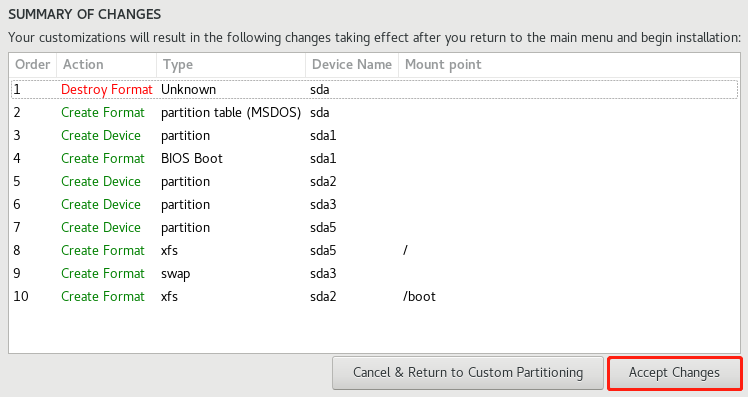 SUMMARY OF CHANGES
Your customizations will result in the following changes taking effect after you return to the main menu and begin installation:
Order Action Type Device Name Mount point
1 Destroy Format Unknown sda
2 Create Format partition table (MSDOS) sda
3 Create Device partition sda1
4 Create Format BIOS Boot sda1
5 Create Device partition sda2
6 Create Device partition sda3
7 Create Device partition sda5
8 Create Format xfs sda5 /
9 Create Format swap sda3
10 Create Format xfs sda2 /boot
Cancel & Return to Custom Partitioning Accept Changes